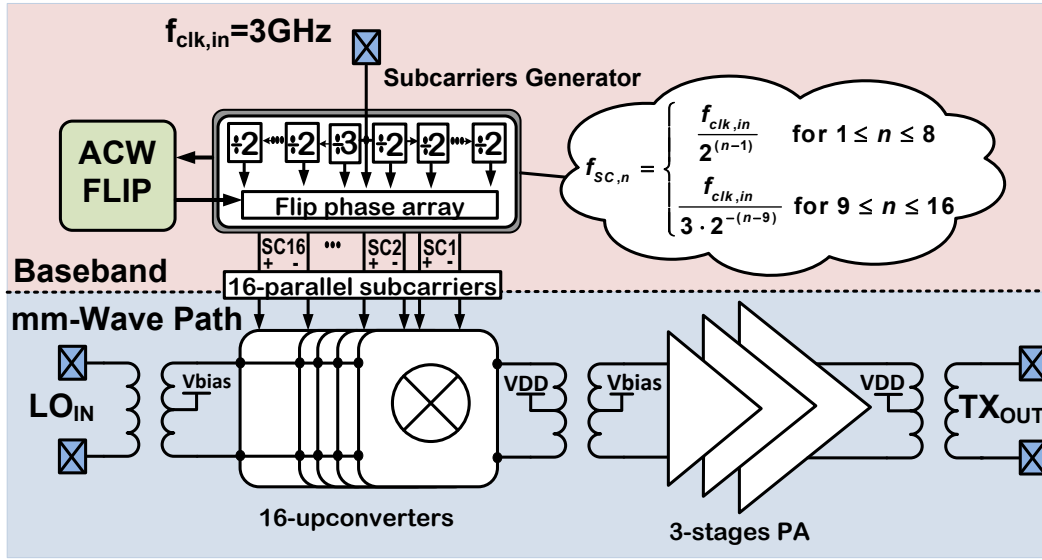 f_clk,in=3GHz
Subcarriers Generator
÷2 ÷2 ÷3 ÷2 ÷2 ÷2
Flip phase array
ACW
FLIP
f_SC,n = { f_clk,in / 2^(n-1) for 1 ≤ n ≤ 8
f_clk,in / 3 · 2^-(n-9) for 9 ≤ n ≤ 16
SC16 ... SC2 SC1
+ - + - + -
Baseband
16-parallel subcarriers
mm-Wave Path
LO_IN
Vbias
VDD
Vbias
VDD
TX_OUT
16-upconverters
3-stages PA